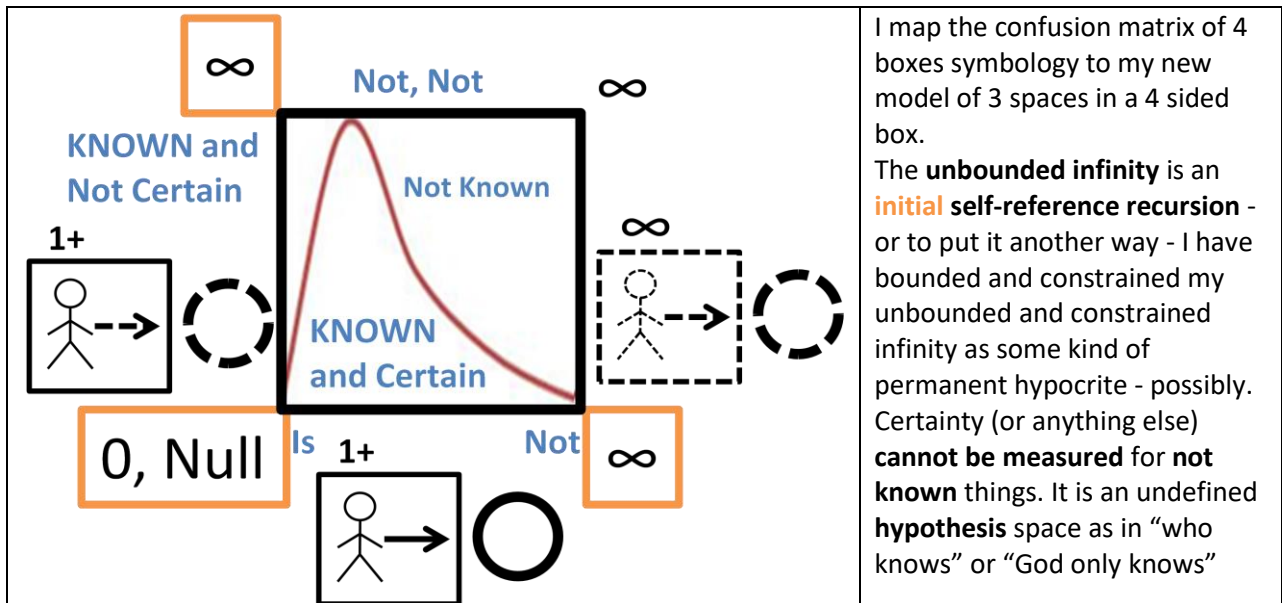 ∞
Not, Not
∞
KNOWN and
Not Certain
Not Known
1+
∞
KNOWN
and Certain
0, Null
Is
1+
Not
∞
I map the confusion matrix of 4
boxes symbology to my new
model of 3 spaces in a 4 sided
box.
The unbounded infinity is an
initial self-reference recursion -
or to put it another way - I have
bounded and constrained my
unbounded and constrained
infinity as some kind of
permanent hypocrite - possibly.
Certainty (or anything else)
cannot be measured for not
known things. It is an undefined
hypothesis space as in “who
knows” or “God only knows”